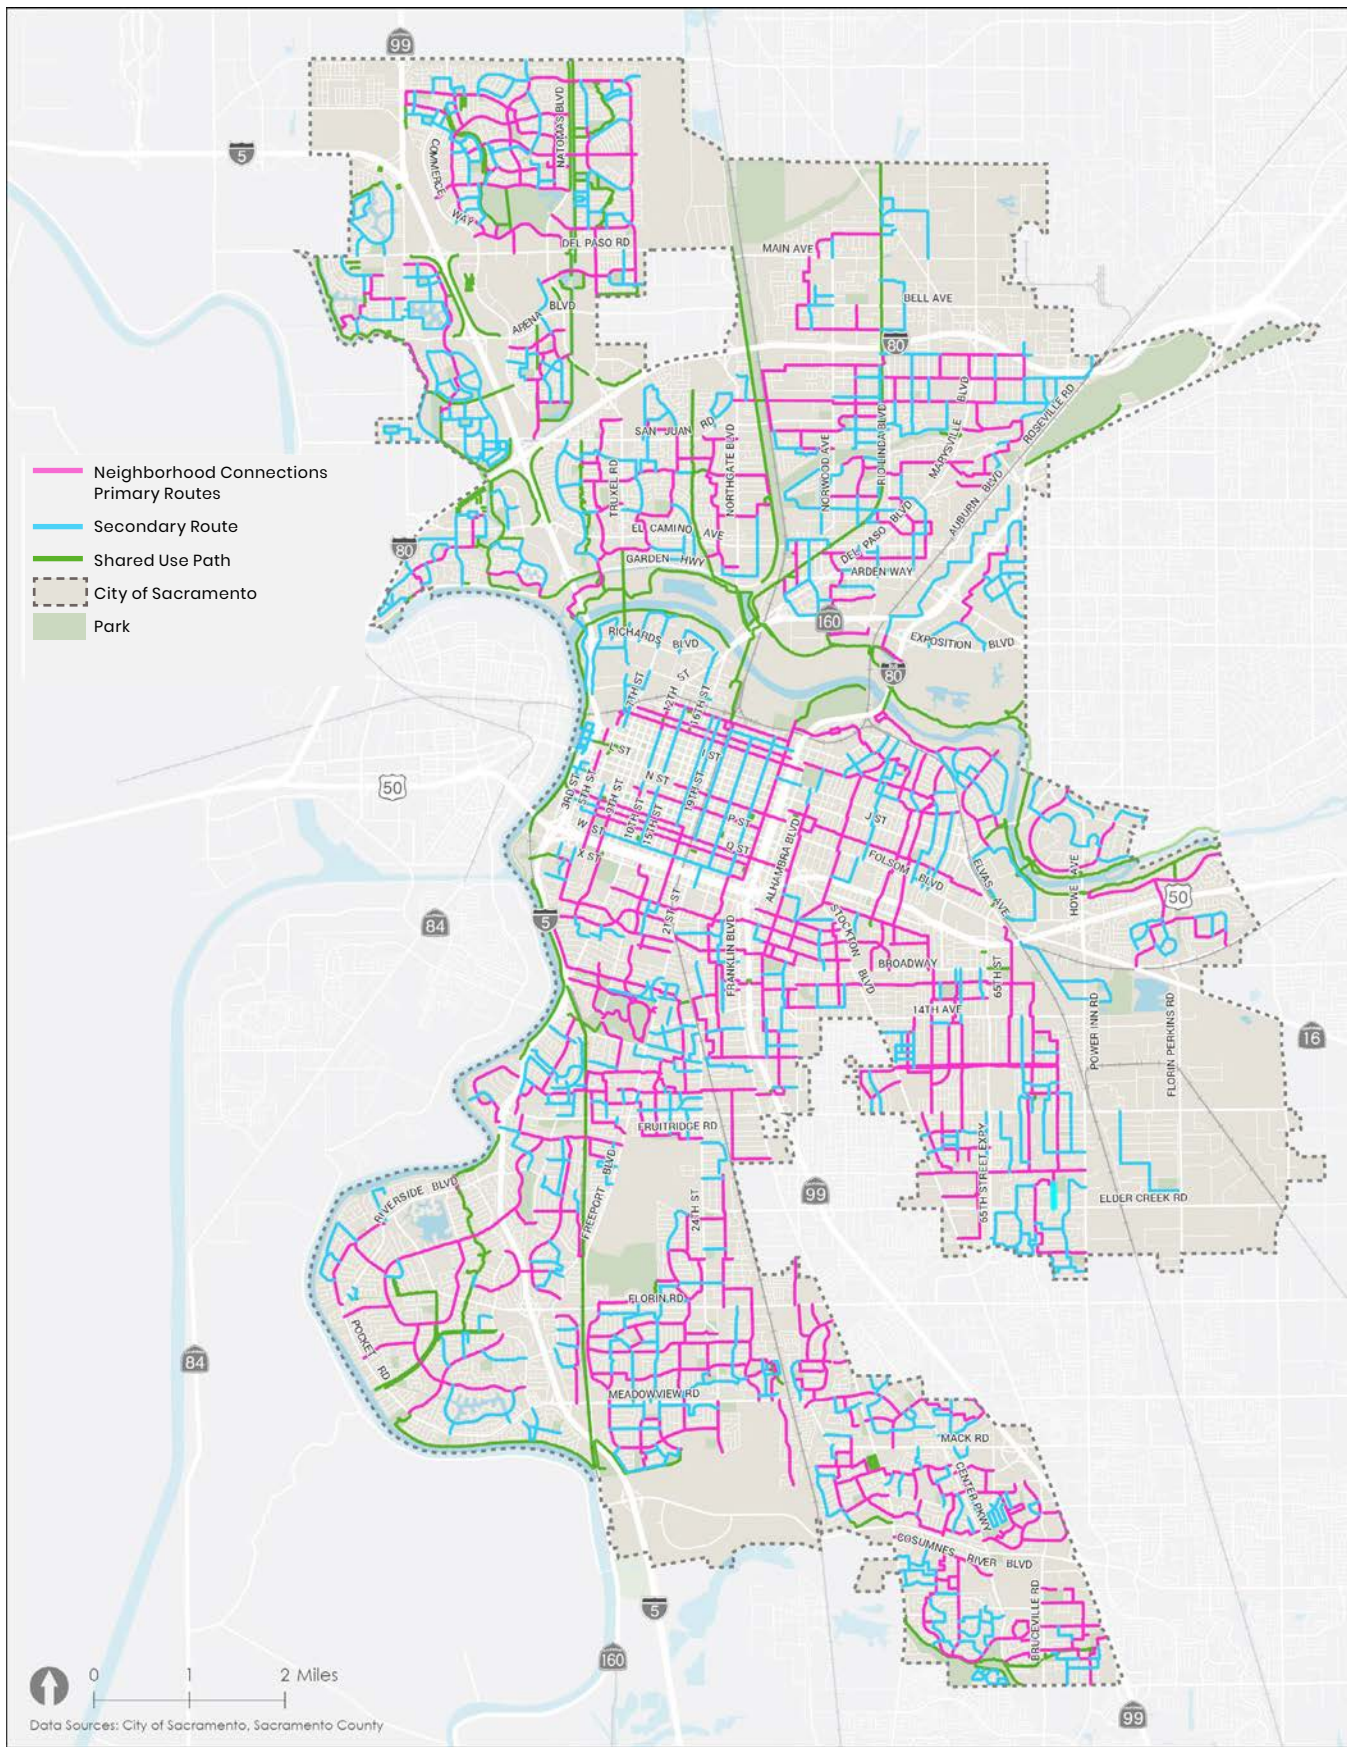 99
5
NATOMAS BLVD
COMMERCE
WAY
DEL PASO RD
MAIN AVE
BELL AVE
ARENA BLVD
80
ROSEVILLE RD
MARYSVILLE BLVD
SAN JUAN RD
NORTHGATE BLVD
NORWOOD AVE
RIO LINDA BLVD
TRUXEL RD
AUBURN BLVD
EL CAMINO AVE
DEL PASO BLVD
GARDEN HWY
ARDEN WAY
80
Neighborhood Connections
Primary Routes
Secondary Route
Shared Use Path
City of Sacramento
Park
160
RICHARDS BLVD
EXPOSITION BLVD
80
7TH ST
12TH ST
16TH ST
L ST
I ST
50
3RD ST
5TH ST
9TH ST
10TH ST
15TH ST
19TH ST
N ST
P ST
Q ST
W ST
X ST
J ST
ALHAMBRA BLVD
FOLSOM BLVD
ELVAS AVE
HOWE AVE
50
84
5
21ST ST
FRANKLIN BLVD
STOCKTON BLVD
BROADWAY
65TH ST
14TH AVE
POWER INN RD
FLORIN PERKINS RD
16
FRUITRIDGE RD
65TH STREET EXPY
99
ELDER CREEK RD
RIVERSIDE BLVD
FREEPORT BLVD
24TH ST
FLORIN RD
84
POCKET RD
MEADOWVIEW RD
MACK RD
CENTER PKWY
COSUMNES RIVER BLVD
BRUCEVILLE RD
5
160
99
0 1 2 Miles
Data Sources: City of Sacramento, Sacramento County